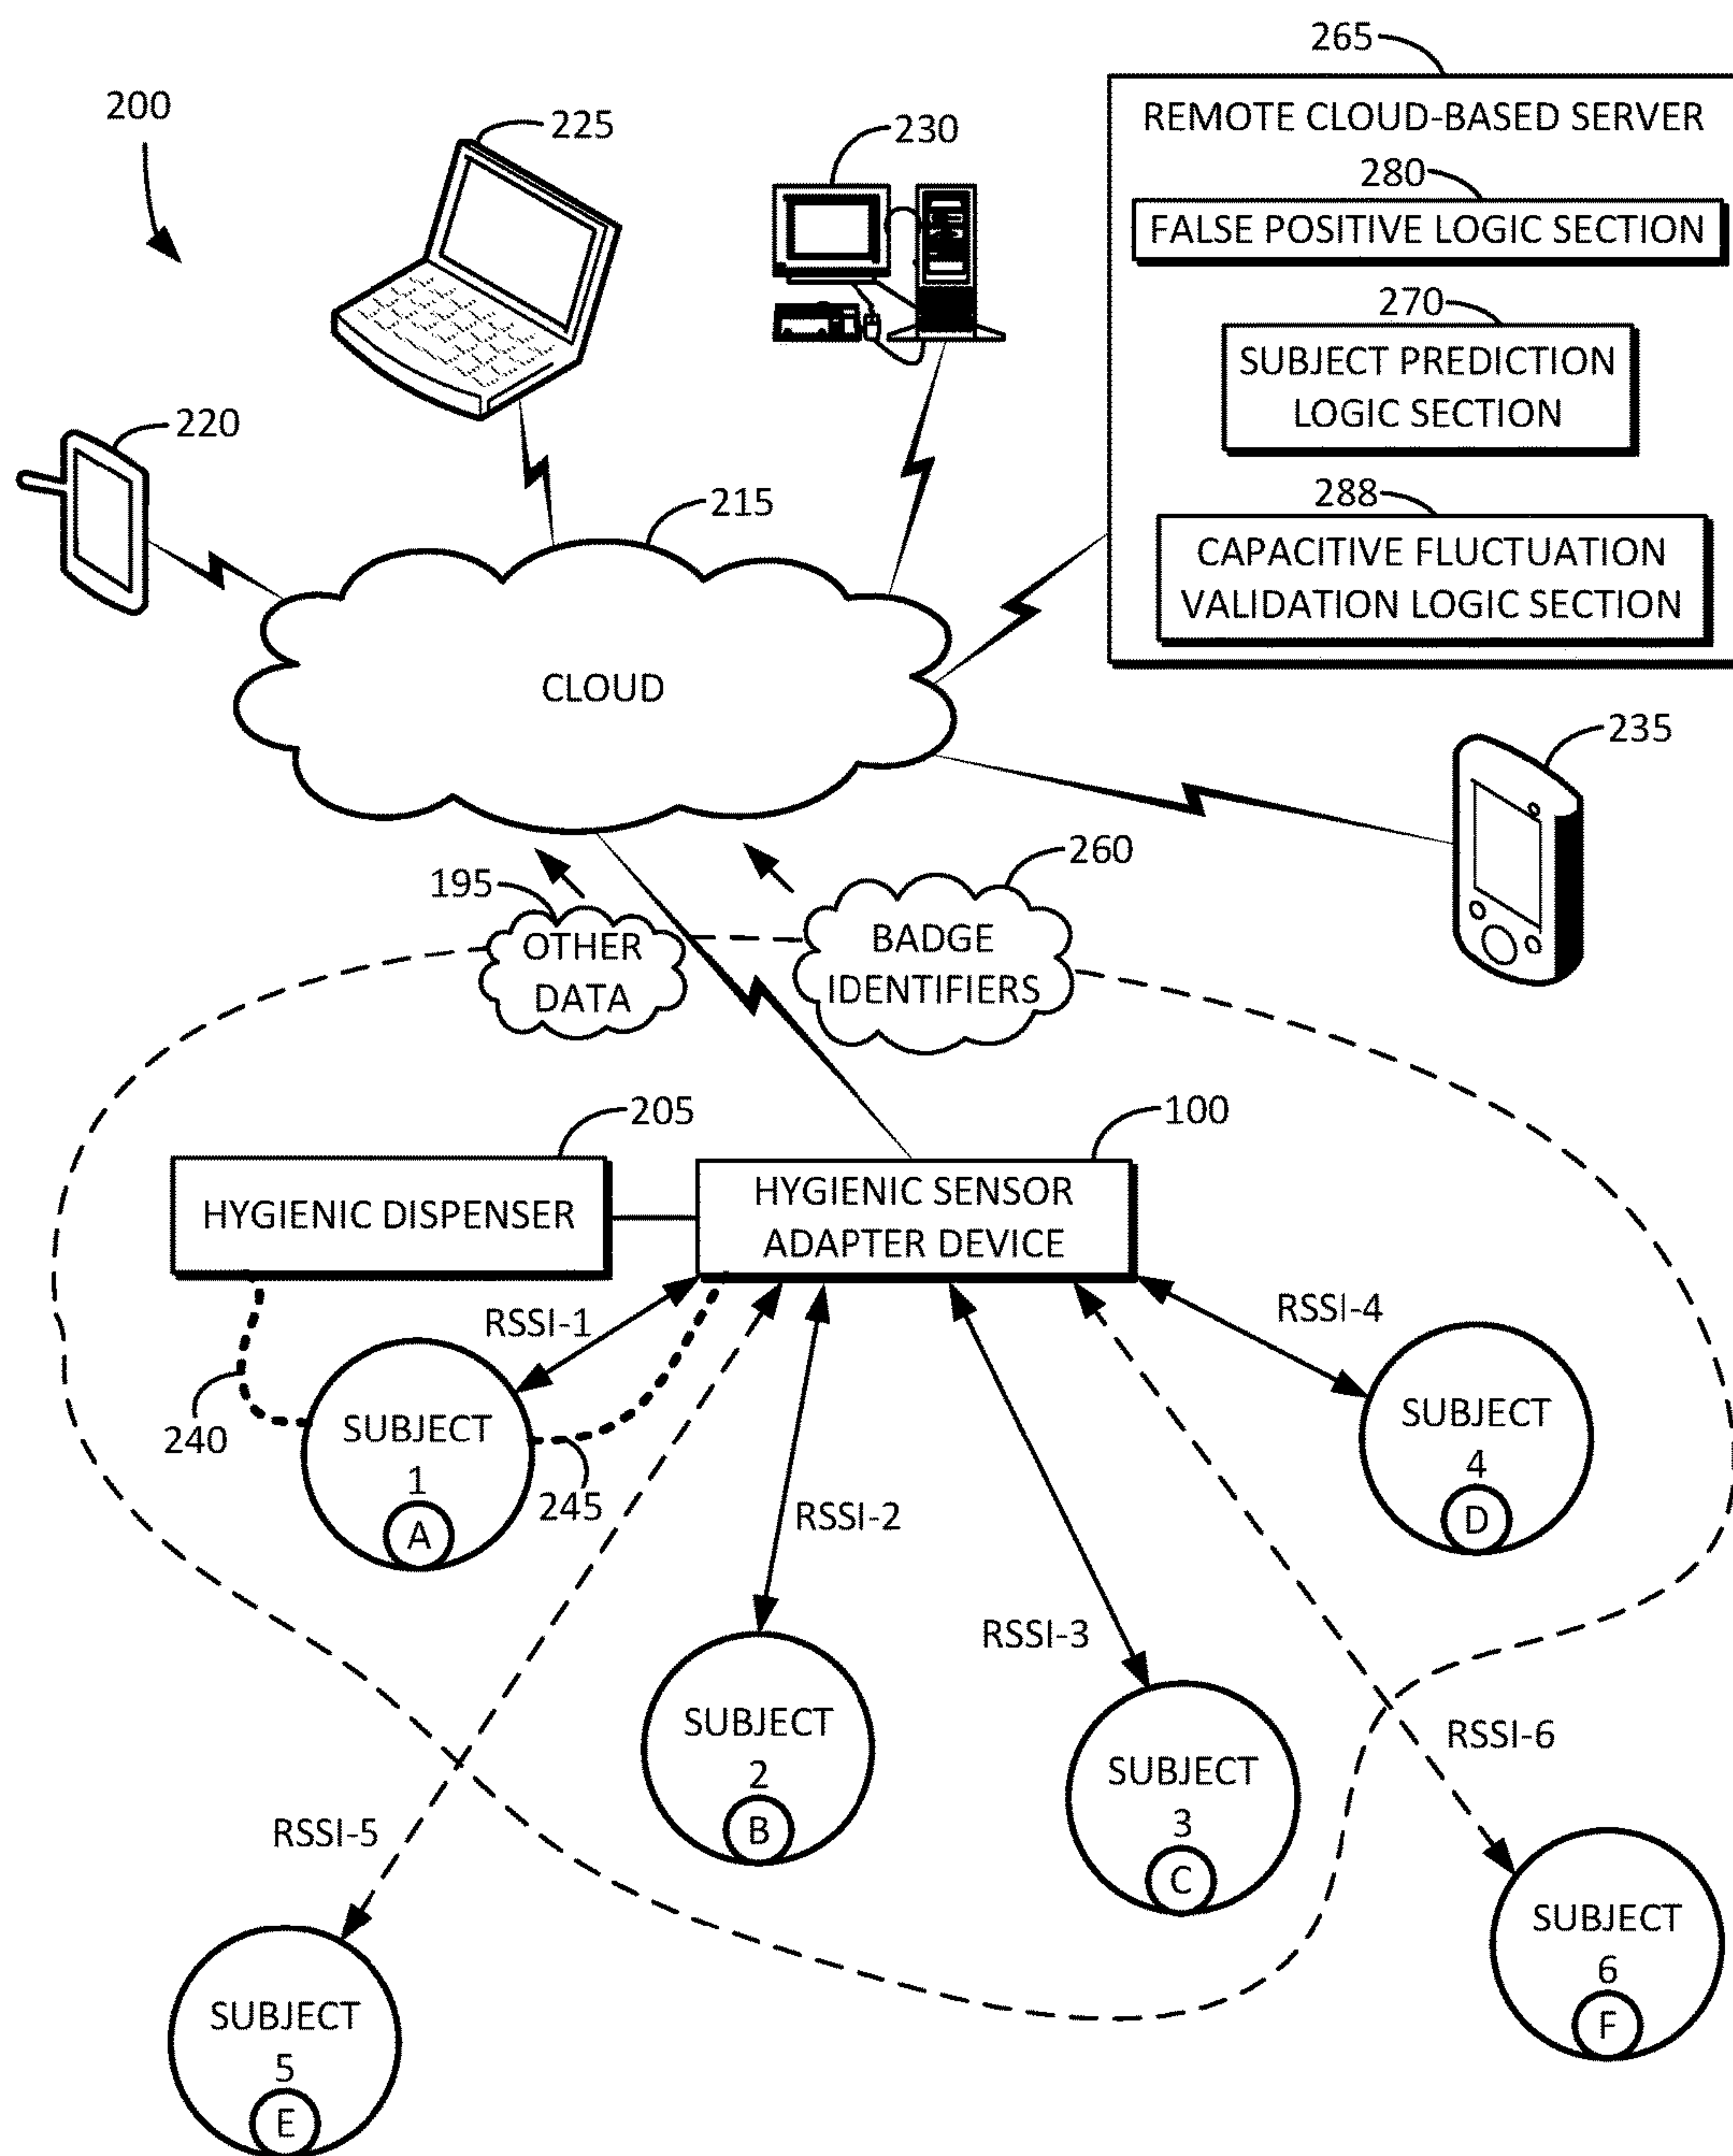 265
REMOTE CLOUD-BASED SERVER
280
FALSE POSITIVE LOGIC SECTION
270
SUBJECT PREDICTION
LOGIC SECTION
288
CAPACITIVE FLUCTUATION
VALIDATION LOGIC SECTION
200
225
230
220
215
CLOUD
235
195
OTHER
DATA
260
BADGE
IDENTIFIERS
205
HYGIENIC DISPENSER
100
HYGIENIC SENSOR
ADAPTER DEVICE
RSSI-1
RSSI-4
240
SUBJECT
1
A
245
SUBJECT
4
D
RSSI-2
RSSI-3
SUBJECT
2
B
SUBJECT
3
C
RSSI-6
RSSI-5
SUBJECT
5
E
SUBJECT
6
F